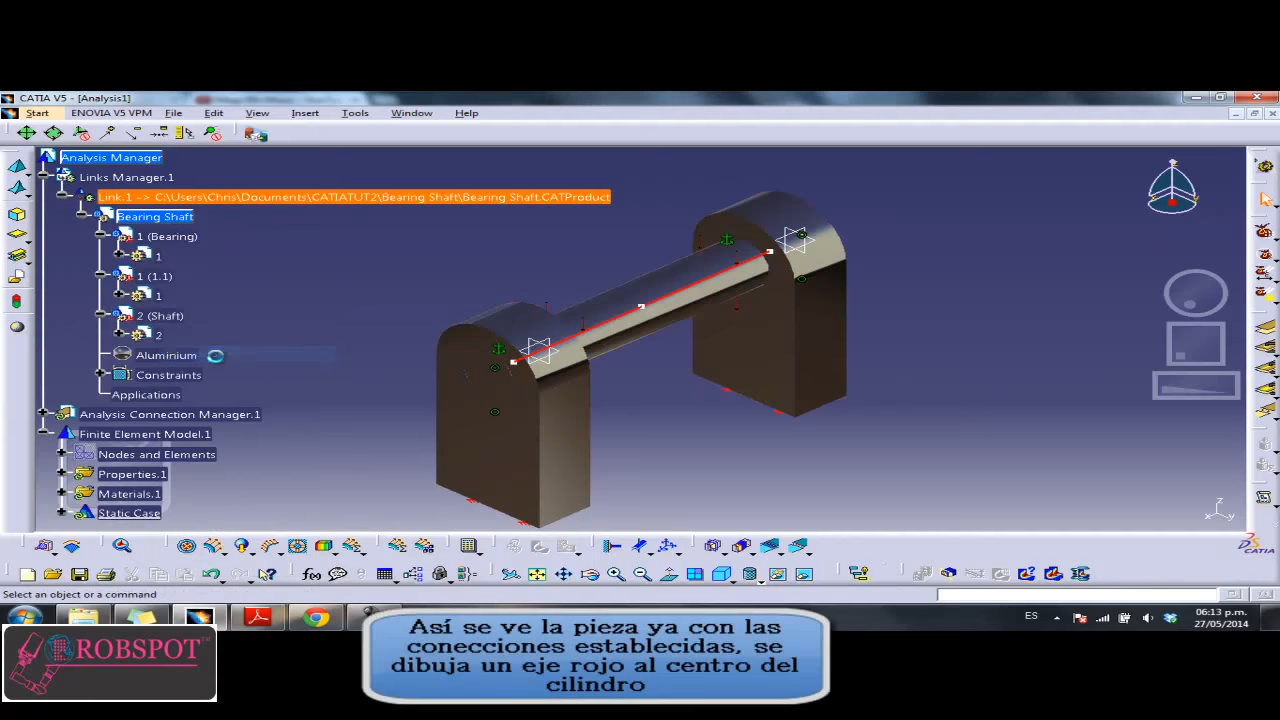 CATIA V5 - [Analysis1]
Start ENOVIA V5 VPM File Edit View Insert Tools Window Help
Analysis Manager
Links Manager.1
Link.1 -> C:\Users\Chris\Documents\CATIATUT2\Bearing Shaft\Bearing Shaft.CATProduct
Bearing Shaft
1 (Bearing)
1
1 (1.1)
1
2 (Shaft)
2
Aluminium
Constraints
Applications
Analysis Connection Manager.1
Finite Element Model.1
Nodes and Elements
Properties.1
Materials.1
Static Case
z
x y
Select an object or a command
ES 06:13 p.m.
27/05/2014
ROBSPOT
Así se ve la pieza ya con las
conecciones establecidas, se
dibuja un eje rojo al centro del
cilindro